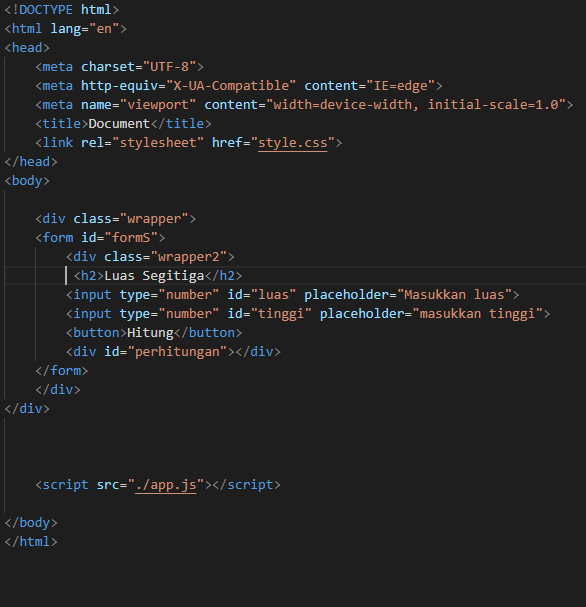 <!DOCTYPE html>
<html lang="en">
<head>
    <meta charset="UTF-8">
    <meta http-equiv="X-UA-Compatible" content="IE=edge">
    <meta name="viewport" content="width=device-width, initial-scale=1.0">
    <title>Document</title>
    <link rel="stylesheet" href="style.css">
</head>
<body>
    <div class="wrapper">
    <form id="formS">
        <div class="wrapper2">
         <h2>Luas Segitiga</h2>
        <input type="number" id="luas" placeholder="Masukkan luas">
        <input type="number" id="tinggi" placeholder="masukkan tinggi">
        <button>Hitung</button>
        <div id="perhitungan"></div>
    </form>
    </div>
</div>
    <script src="./app.js"></script>
</body>
</html>